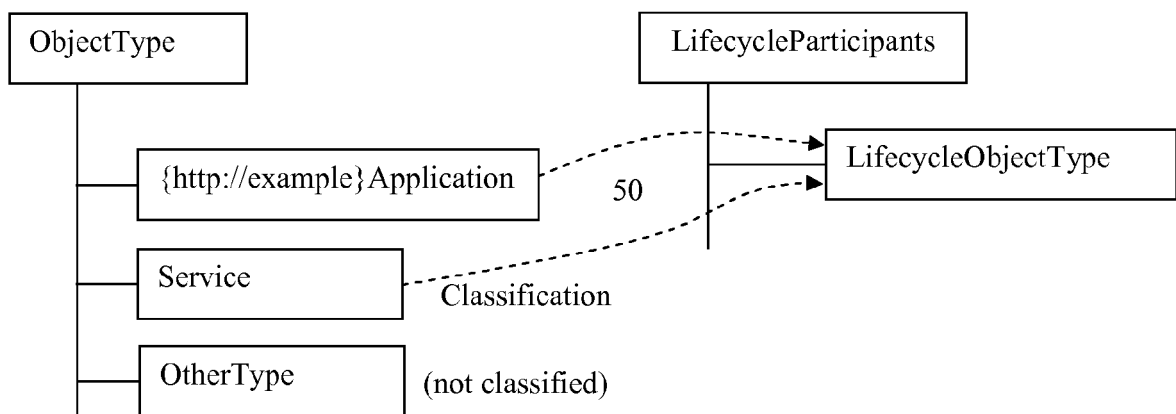 ObjectType
LifecycleParticipants
LifecycleObjectType
{http://example}Application
50
Service
Classification
OtherType
(not classified)